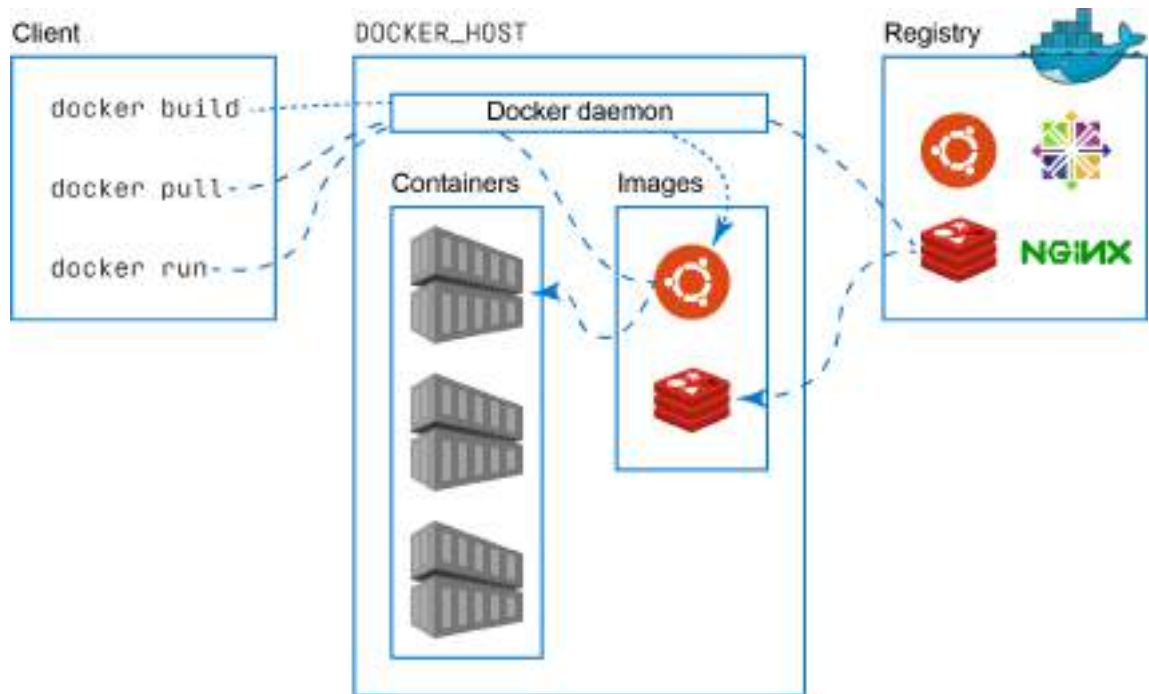 Client
docker build
docker pull
docker run
DOCKER_HOST
Docker daemon
Containers
Images
Registry
NGiNX